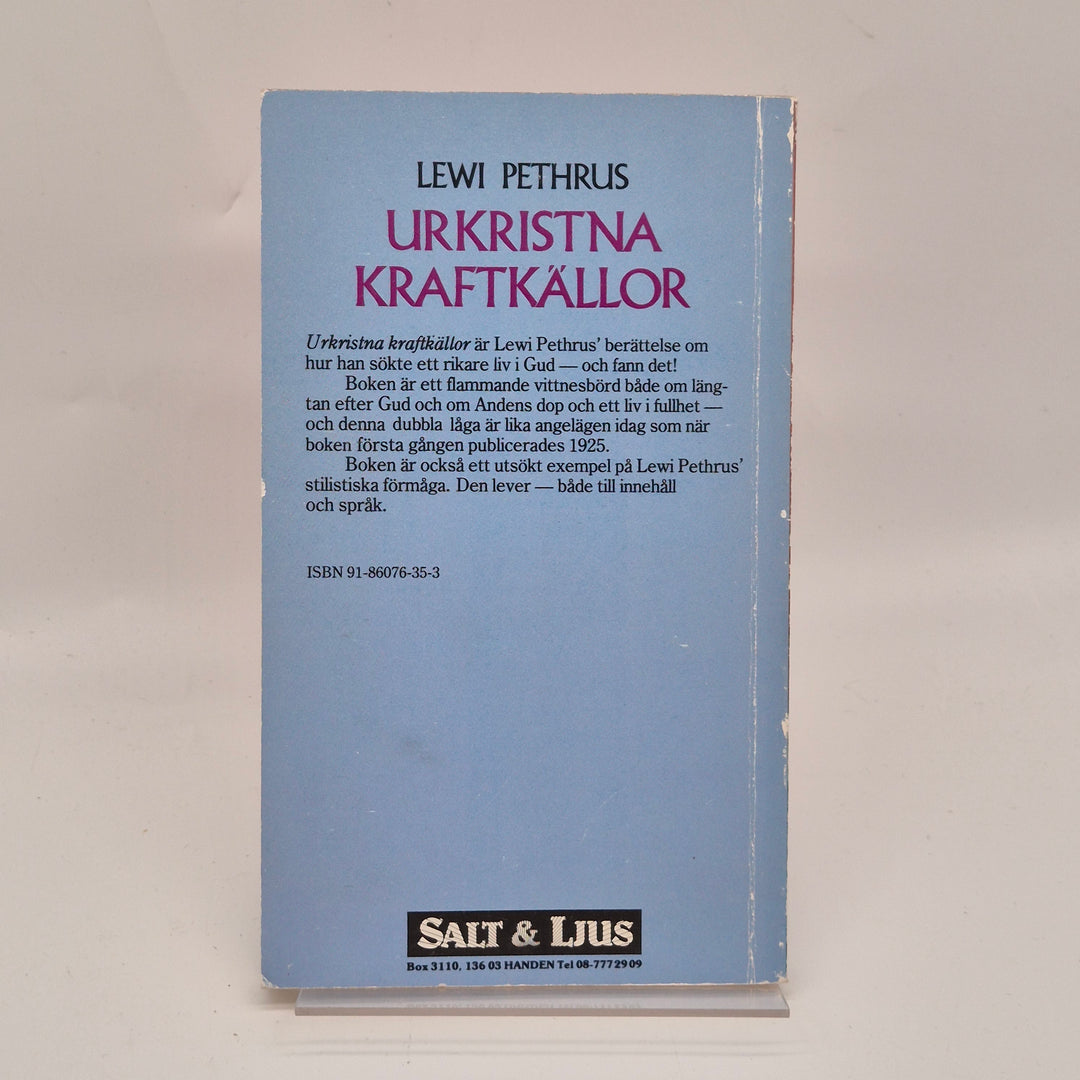 LEWI PETHRUS
URKRISTNA
KRAFTKÄLLOR
Urkristna kraftkällor är Lewi Pethrus' berättelse om
hur han sökte ett rikare liv i Gud — och fann det!
Boken är ett flammande vittnesbörd både om läng-
tan efter Gud och om Andens dop och ett liv i fullhet —
och denna dubbla låga är lika angelägen idag som när
boken första gången publicerades 1925.
Boken är också ett utsökt exempel på Lewi Pethrus'
stilistiska förmåga. Den lever — både till innehåll
och språk.
ISBN 91-86076-35-3
SALT & LJUS
Box 3110, 136 03 HANDEN Tel 08-777 29 09